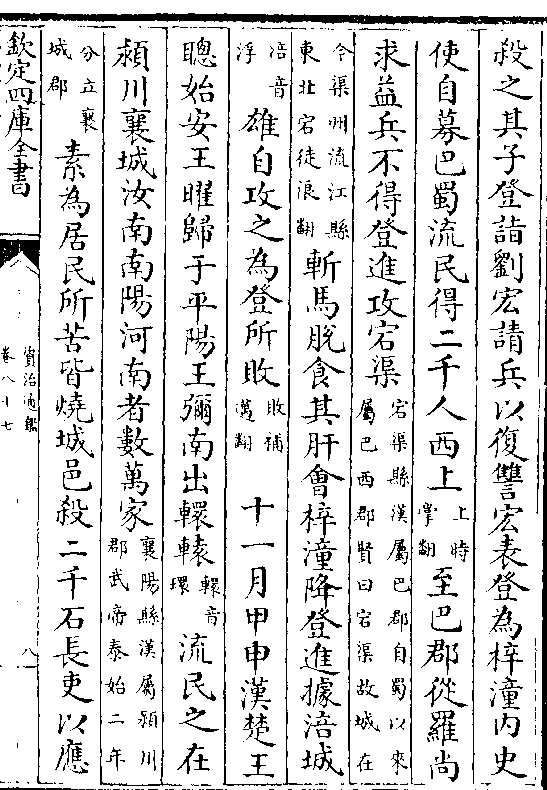 殺之其子登詣劉宏請兵以復讐宏表登為梓潼内史
使自募巴蜀流民得二千人西上上時掌翻至巴郡從羅尚
求益兵不得登進攻宕渠宕渠縣漢屬巴郡自蜀以來屬巴西郡賢曰宕渠故城在
今渠州流江縣東北宕徒浪翻斬馬脱食其肝會梓潼降登進據涪城
涪音浮雄自攻之為登所敗敗補邁翻十一月甲申漢楚王
聰始安王曜歸于平陽王彌南出轘轅轘音環流民之在
潁川襄城汝南南陽河南者數萬家襄陽縣漢屬潁川郡武帝泰始二年
分立襄城郡素為居民所苦皆燒城邑殺二千石長吏以應
欽定四庫全書
資治通鑑
卷八十七
八